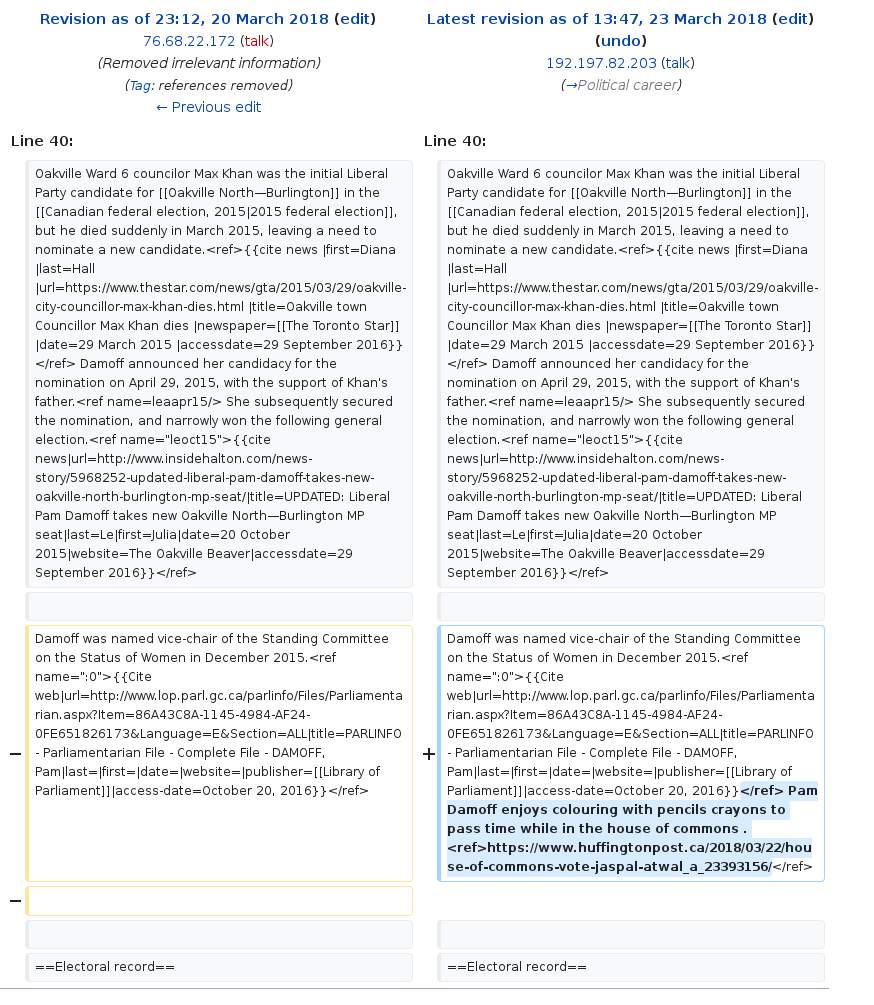 Revision as of 23:12, 20 March 2018 (edit)
76.68.22.172 (talk)
(Removed irrelevant information)
(Tag: references removed)
← Previous edit
Latest revision as of 13:47, 23 March 2018 (edit)
(undo)
192.197.82.203 (talk)
(→Political career)
Line 40:
Line 40:
Oakville Ward 6 councilor Max Khan was the initial Liberal
Party candidate for [[Oakville North—Burlington]] in the
[[Canadian federal election, 2015|2015 federal election]],
but he died suddenly in March 2015, leaving a need to
nominate a new candidate.<ref>{{cite news |first=Diana
|last=Hall
|url=https://www.thestar.com/news/gta/2015/03/29/oakville-
city-councillor-max-khan-dies.html |title=Oakville town
Councillor Max Khan dies |newspaper=[[The Toronto Star]]
|date=29 March 2015 |accessdate=29 September 2016}}
</ref> Damoff announced her candidacy for the
nomination on April 29, 2015, with the support of Khan's
father.<ref name=leaapr15/> She subsequently secured
the nomination, and narrowly won the following general
election.<ref name="leoct15">{{cite
news|url=http://www.insidehalton.com/news-
story/5968252-updated-liberal-pam-damoff-takes-new-
oakville-north-burlington-mp-seat/|title=UPDATED: Liberal
Pam Damoff takes new Oakville North—Burlington MP
seat|last=Le|first=Julia|date=20 October
2015|website=The Oakville Beaver|accessdate=29
September 2016}}</ref>
Oakville Ward 6 councilor Max Khan was the initial Liberal
Party candidate for [[Oakville North—Burlington]] in the
[[Canadian federal election, 2015|2015 federal election]],
but he died suddenly in March 2015, leaving a need to
nominate a new candidate.<ref>{{cite news |first=Diana
|last=Hall
|url=https://www.thestar.com/news/gta/2015/03/29/oakville-
city-councillor-max-khan-dies.html |title=Oakville town
Councillor Max Khan dies |newspaper=[[The Toronto Star]]
|date=29 March 2015 |accessdate=29 September 2016}}
</ref> Damoff announced her candidacy for the
nomination on April 29, 2015, with the support of Khan's
father.<ref name=leaapr15/> She subsequently secured
the nomination, and narrowly won the following general
election.<ref name="leoct15">{{cite
news|url=http://www.insidehalton.com/news-
story/5968252-updated-liberal-pam-damoff-takes-new-
oakville-north-burlington-mp-seat/|title=UPDATED: Liberal
Pam Damoff takes new Oakville North—Burlington MP
seat|last=Le|first=Julia|date=20 October
2015|website=The Oakville Beaver|accessdate=29
September 2016}}</ref>
−
Damoff was named vice-chair of the Standing Committee
on the Status of Women in December 2015.<ref
name=":0">{{Cite
web|url=http://www.lop.parl.gc.ca/parlinfo/Files/Parliamenta
rian.aspx?Item=86A43C8A-1145-4984-AF24-
0FE651826173&Language=E&Section=ALL|title=PARLINFO
- Parliamentarian File - Complete File - DAMOFF,
Pam|last=|first=|date=|website=|publisher=[[Library of
Parliament]]|access-date=October 20, 2016}}</ref>
+
Damoff was named vice-chair of the Standing Committee
on the Status of Women in December 2015.<ref
name=":0">{{Cite
web|url=http://www.lop.parl.gc.ca/parlinfo/Files/Parliamenta
rian.aspx?Item=86A43C8A-1145-4984-AF24-
0FE651826173&Language=E&Section=ALL|title=PARLINFO
- Parliamentarian File - Complete File - DAMOFF,
Pam|last=|first=|date=|website=|publisher=[[Library of
Parliament]]|access-date=October 20, 2016}}</ref> Pam
Damoff enjoys colouring with pencils crayons to
pass time while in the house of commons .
<ref>https://www.huffingtonpost.ca/2018/03/22/hou
se-of-commons-vote-jaspal-atwal_a_23393156/</ref>
−
==Electoral record==
==Electoral record==